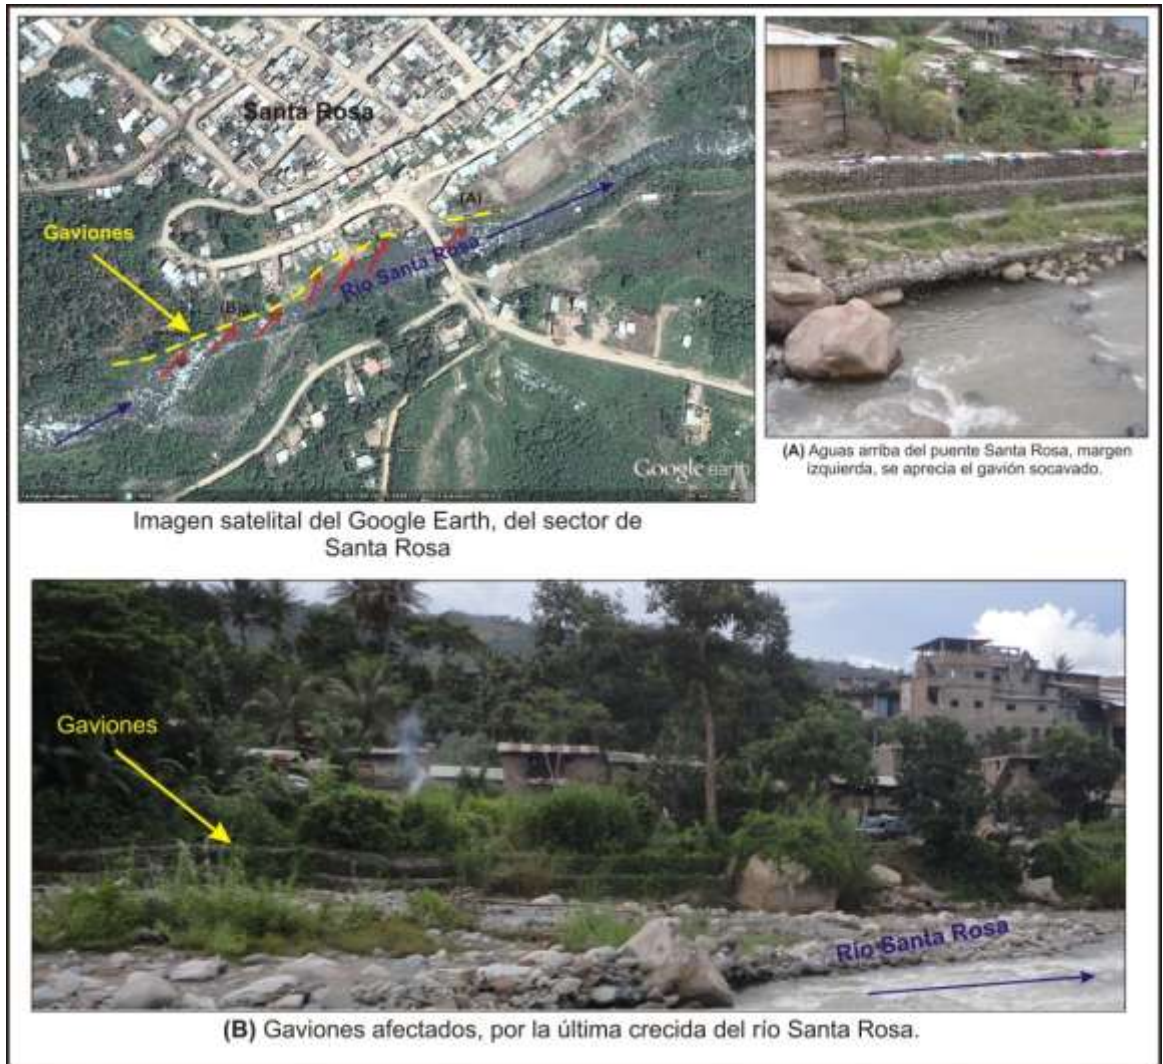 Santa Rosa
(A)
Gaviones
Río Santa Rosa
(B)
Google earth
Imagen satelital del Google Earth, del sector de
Santa Rosa
(A) Aguas arriba del puente Santa Rosa, margen
izquierda, se aprecia el gavión socavado.
Gaviones
Río Santa Rosa
(B) Gaviones afectados, por la última crecida del río Santa Rosa.